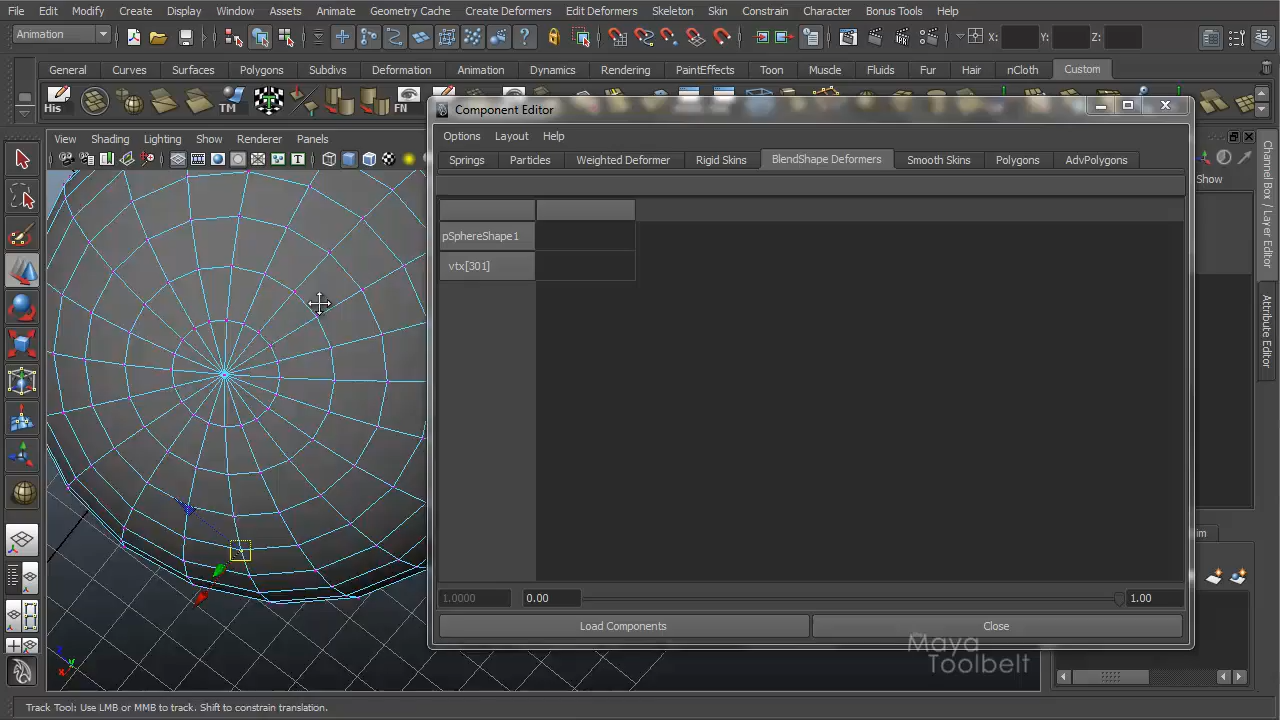 File Edit Modify Create Display Window Assets Animate Geometry Cache Create Deformers Edit Deformers Skeleton Skin Constrain Character Bonus Tools Help
Animation X: Y: Z:
General Curves Surfaces Polygons Subdivs Deformation Animation Dynamics Rendering PaintEffects Toon Muscle Fluids Fur Hair nCloth Custom
His TM FN
Component Editor
View Shading Lighting Show Renderer Panels
Options Layout Help
Springs Particles Weighted Deformer Rigid Skins BlendShape Deformers Smooth Skins Polygons AdvPolygons
Show
Channel Box / Layer Editor
Attribute Editor
pSphereShape1
vtx[301]
im
1.0000 0.00 1.00
Load Components Close
Maya
Toolbelt
Track Tool: Use LMB or MMB to track. Shift to constrain translation.